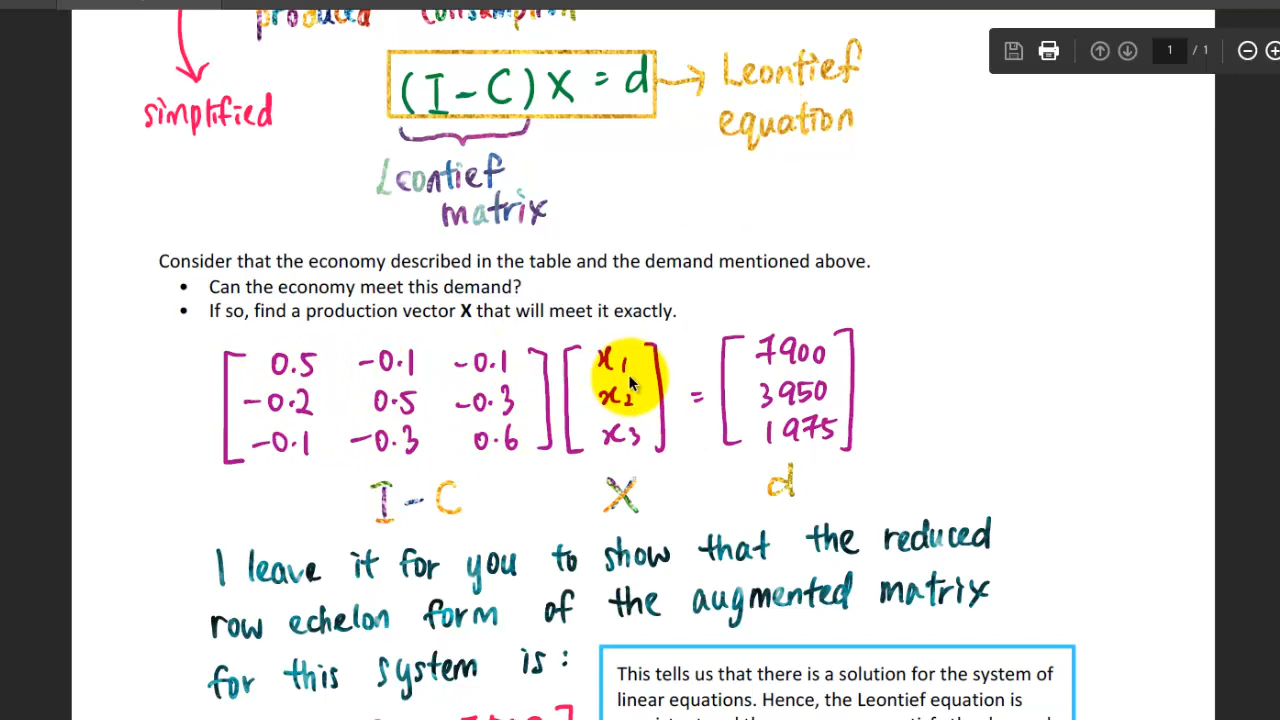 produced consumption
1 / 1
(I - C) X = d → Leontief
equation
simplified
Leontief
matrix
Consider that the economy described in the table and the demand mentioned above.
• Can the economy meet this demand?
• If so, find a production vector X that will meet it exactly.
0.5 -0.1 -0.1 x1 7900
-0.2 0.5 -0.3 x2 = 3950
-0.1 -0.3 0.6 x3 1975
I - C X d
I leave it for you to show that the reduced
row echelon form of the augmented matrix
for this system is :
This tells us that there is a solution for the system of
linear equations. Hence, the Leontief equation is